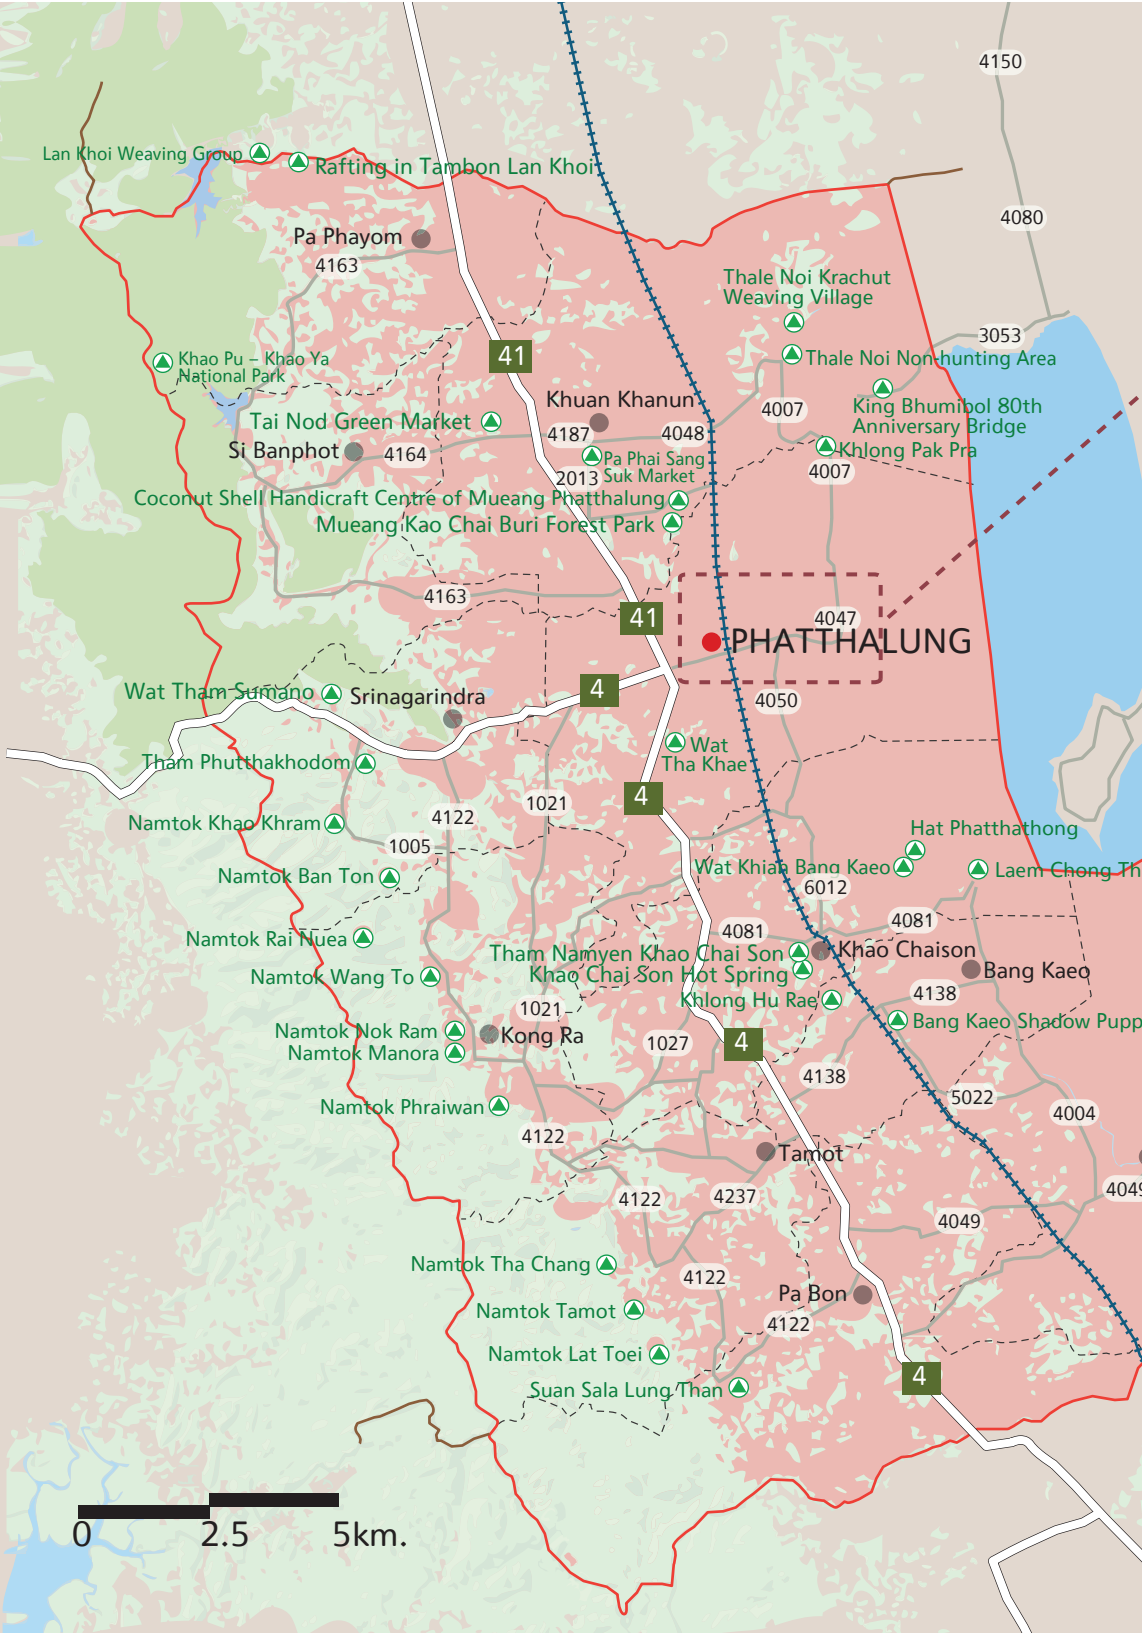 4150
Lan Khoi Weaving Group
Rafting in Tambon Lan Khoi
4080
Pa Phayom
4163
Thale Noi Krachut
Weaving Village
3053
41
Khao Pu – Khao Ya
National Park
Thale Noi Non-hunting Area
Khuan Khanun
4007
King Bhumibol 80th
Anniversary Bridge
Tai Nod Green Market
4187
4048
Si Banphot
4164
Khlong Pak Pra
Pa Phai Sang
Suk Market
2013
4007
Coconut Shell Handicraft Centre of Mueang Phatthalung
Mueang Kao Chai Buri Forest Park
4163
41
4047
PHATTHALUNG
Wat Tham Sumano
Srinagarindra
4
4050
Wat
Tha Khae
Tham Phutthakhodom
4
1021
4122
Namtok Khao Khram
Hat Phatthathong
1005
Wat Khian Bang Kaeo
Laem Chong Th
Namtok Ban Ton
6012
4081
4081
Namtok Rai Nuea
Tham Namyen Khao Chai Son
Khao Chaison
Namtok Wang To
Khao Chai Son Hot Spring
Bang Kaeo
4138
Khlong Hu Rae
1021
Bang Kaeo Shadow Pupp
Namtok Nok Ram
Kong Ra
1027
4
Namtok Manora
4138
5022
Namtok Phraiwan
4004
4122
Tamot
4122
4237
4049
4049
Namtok Tha Chang
4122
Pa Bon
Namtok Tamot
4122
Namtok Lat Toei
4
Suan Sala Lung Than
0
2.5
5km.